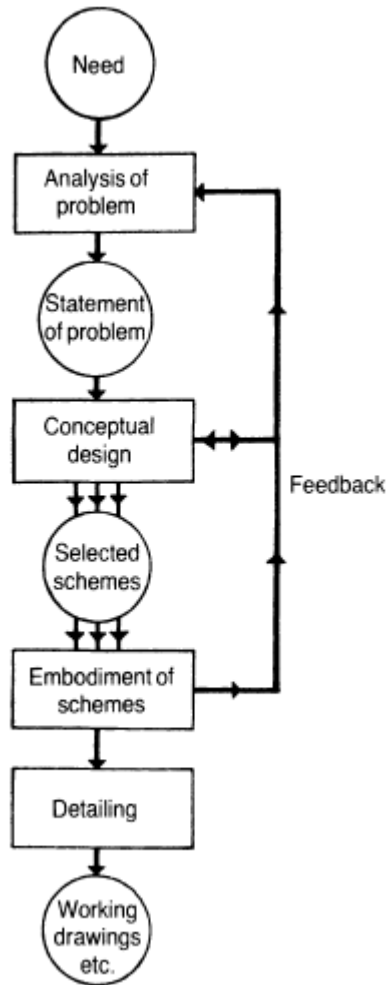 Need
Analysis of
problem
Statement
of problem
Conceptual
design
Feedback
Selected
schemes
Embodiment of
schemes
Detailing
Working
drawings
etc.